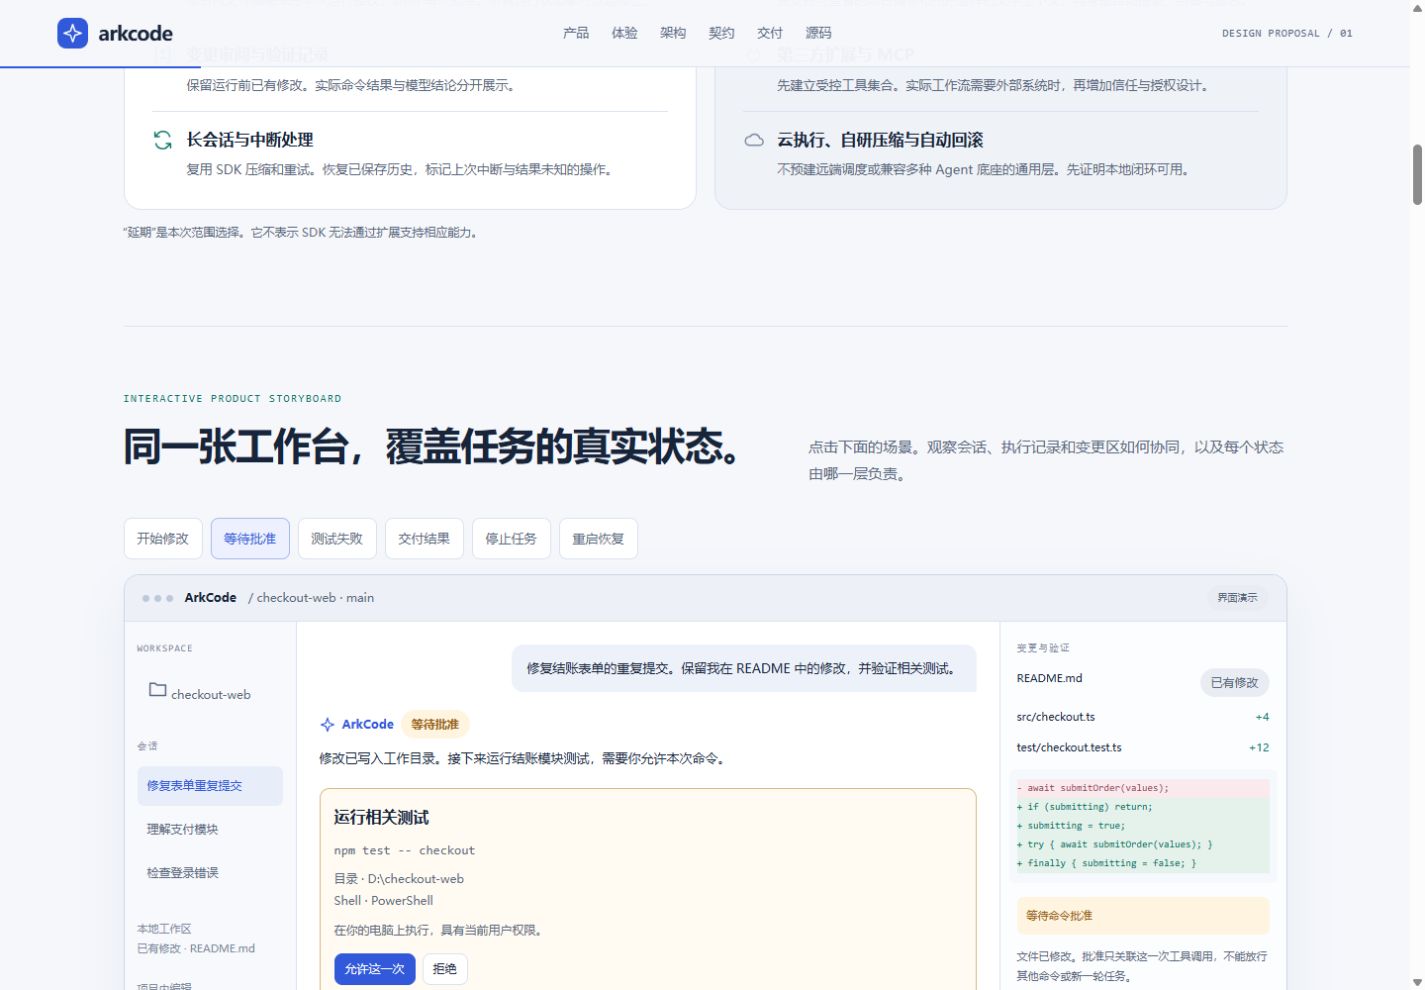 arkcode
产品 体验 架构 契约 交付 源码
DESIGN PROPOSAL / 01
变更审阅与验证记录
保留运行前已有修改。实际命令结果与模型结论分开展示。
长会话与中断处理
复用 SDK 压缩和重试。恢复已保存历史，标记上次中断与结果未知的操作。
第三方扩展与 MCP
先建立受控工具集合。实际工作流需要外部系统时，再增加信任与授权设计。
云执行、自研压缩与自动回滚
不预建远端调度或兼容多种 Agent 底座的通用层。先证明本地闭环可用。
“延期”是本次范围选择。它不表示 SDK 无法通过扩展支持相应能力。
INTERACTIVE PRODUCT STORYBOARD
同一张工作台，覆盖任务的真实状态。
点击下面的场景。观察会话、执行记录和变更区如何协同，以及每个状态
由哪一层负责。
开始修改 等待批准 测试失败 交付结果 停止任务 重启恢复
ArkCode / checkout-web · main
界面演示
WORKSPACE
checkout-web
会话
修复表单重复提交
理解支付模块
检查登录错误
本地工作区
已有修改 · README.md
修复结账表单的重复提交。保留我在 README 中的修改，并验证相关测试。
ArkCode 等待批准
修改已写入工作目录。接下来运行结账模块测试，需要你允许本次命令。
运行相关测试
npm test -- checkout
目录 · D:\checkout-web
Shell · PowerShell
在你的电脑上执行，具有当前用户权限。
允许这一次 拒绝
变更与验证
README.md 已有修改
src/checkout.ts +4
test/checkout.test.ts +12
- await submitOrder(values);
+ if (submitting) return;
+ submitting = true;
+ try { await submitOrder(values); }
+ finally { submitting = false; }
等待命令批准
文件已修改。批准只关联这一次工具调用，不能放行
其他命令或新一轮任务。